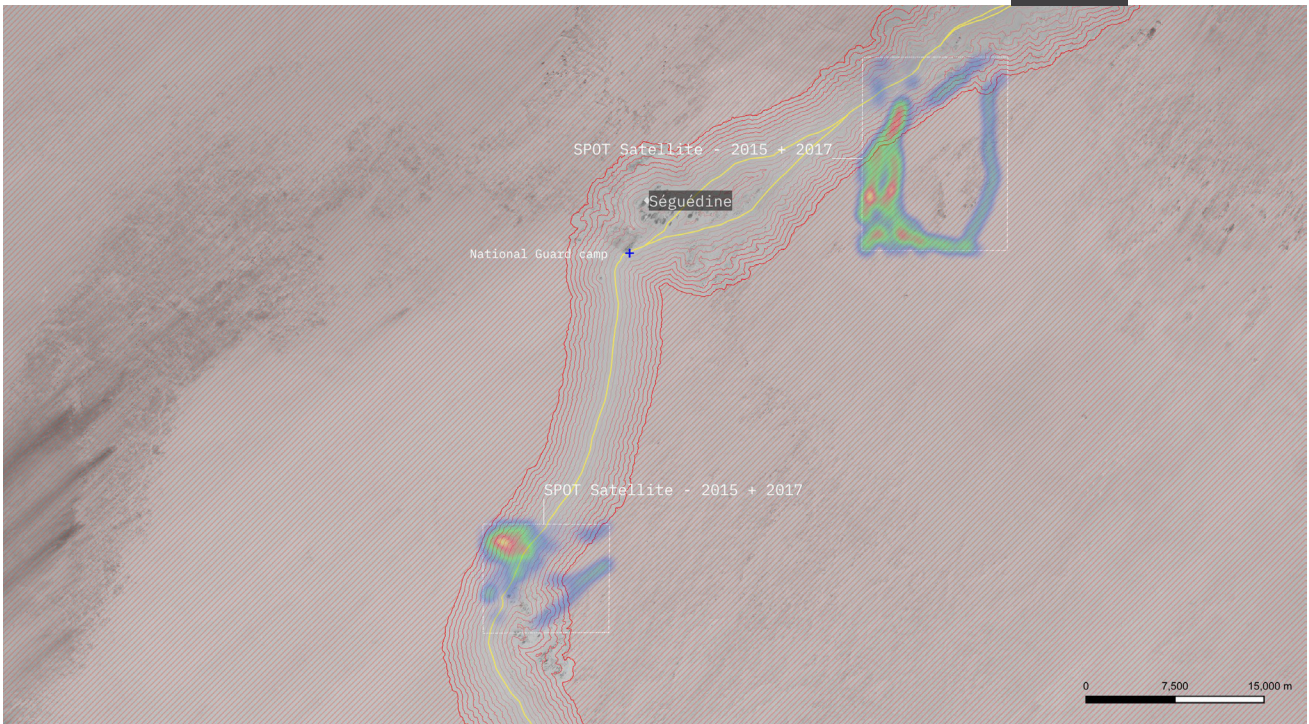 SPOT Satellite - 2015 + 2017
Séguédine
National Guard camp
SPOT Satellite - 2015 + 2017
0 7,500 15,000 m